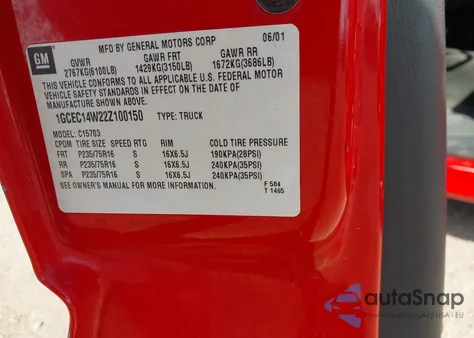 GM
MFD BY GENERAL MOTORS CORP 06/01
GVWR GAWR FRT GAWR RR
2767KG(6100LB) 1429KG(3150LB) 1672KG(3686LB)
THIS VEHICLE CONFORMS TO ALL APPLICABLE U.S. FEDERAL MOTOR
VEHICLE SAFETY STANDARDS IN EFFECT ON THE DATE OF
MANUFACTURE SHOWN ABOVE.
1GCEC14W22Z100150 TYPE: TRUCK
MODEL: C15703
CPDM TIRE SIZE SPEED RTG RIM COLD TIRE PRESSURE
FRT P235/75R16 S 16X6.5J 190KPA(28PSI)
RR P235/75R16 S 16X6.5J 240KPA(35PSI)
SPA P235/75R16 S 16X6.5J 240KPA(35PSI)
SEE OWNER'S MANUAL FOR MORE INFORMATION.
F 504
T 1465
autaSnap